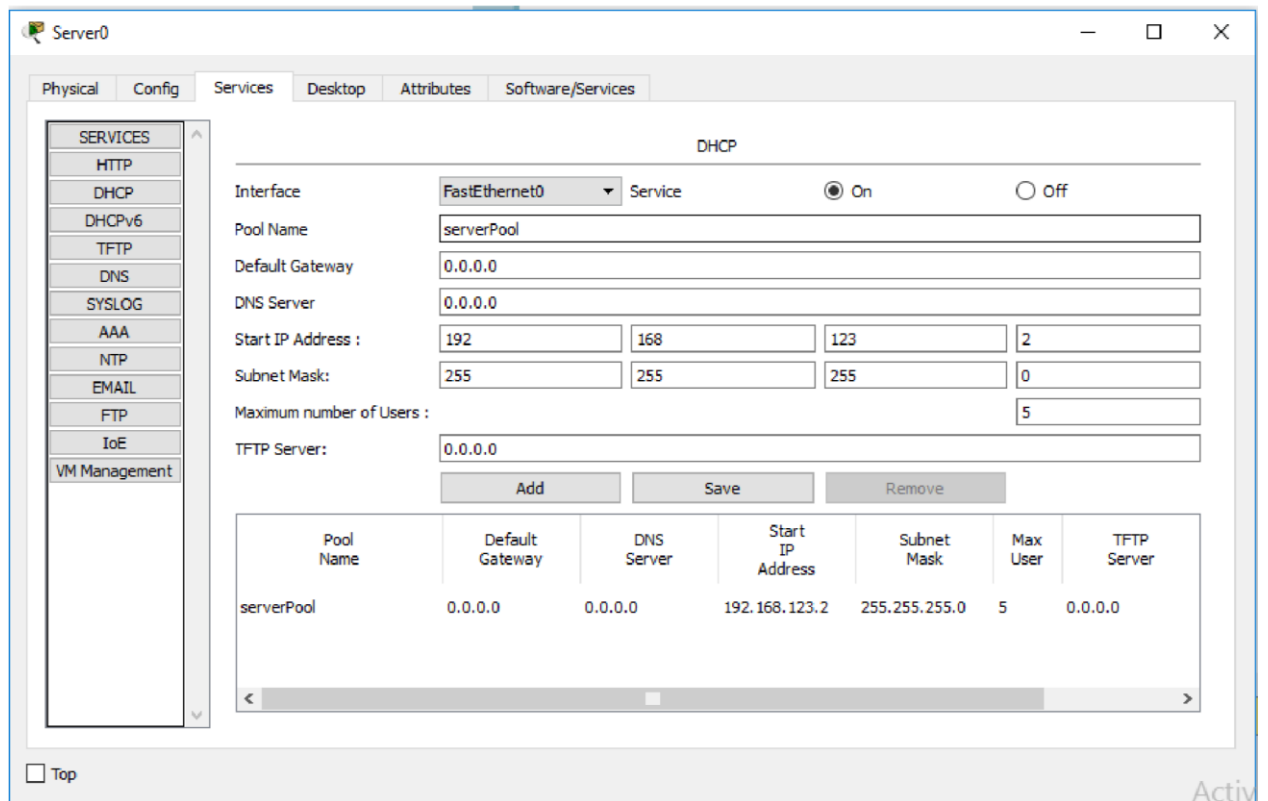 Server0
Physical Config Services Desktop Attributes Software/Services
SERVICES
HTTP
DHCP
DHCPv6
TFTP
DNS
SYSLOG
AAA
NTP
EMAIL
FTP
IoE
VM Management
DHCP
Interface FastEthernet0 Service On Off
Pool Name serverPool
Default Gateway 0.0.0.0
DNS Server 0.0.0.0
Start IP Address : 192 168 123 2
Subnet Mask: 255 255 255 0
Maximum number of Users : 5
TFTP Server: 0.0.0.0
Add Save Remove
Pool Name Default Gateway DNS Server Start IP Address Subnet Mask Max User TFTP Server
serverPool 0.0.0.0 0.0.0.0 192.168.123.2 255.255.255.0 5 0.0.0.0
Top
Activ